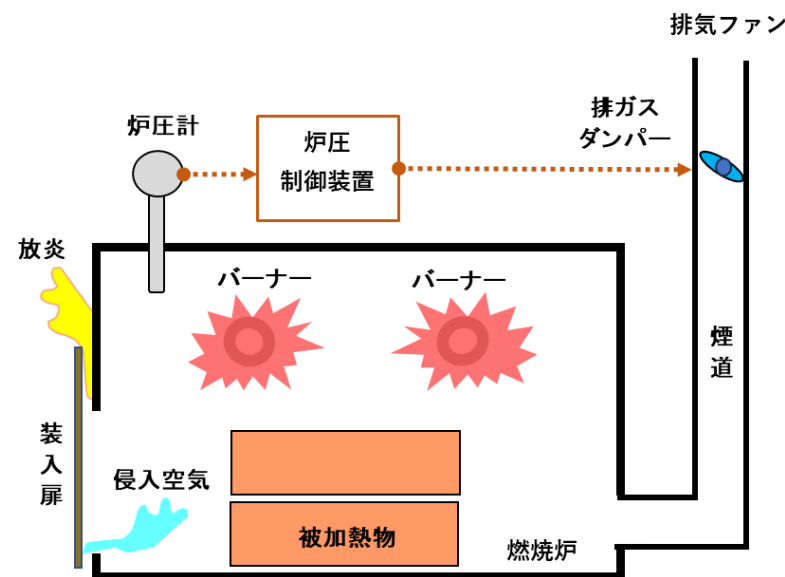 排気ファン
炉圧計
炉圧
制御装置
排ガス
ダンパー
放炎
バーナー
バーナー
煙道
装入扉
侵入空気
被加熱物
燃焼炉